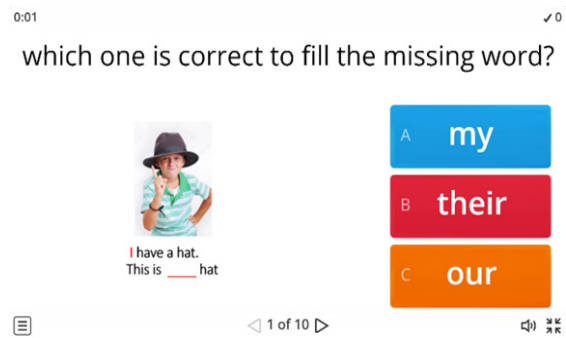 0:01
✓ 0
which one is correct to fill the missing word?
A my
B their
C our
I have a hat.
This is ____ hat
1 of 10